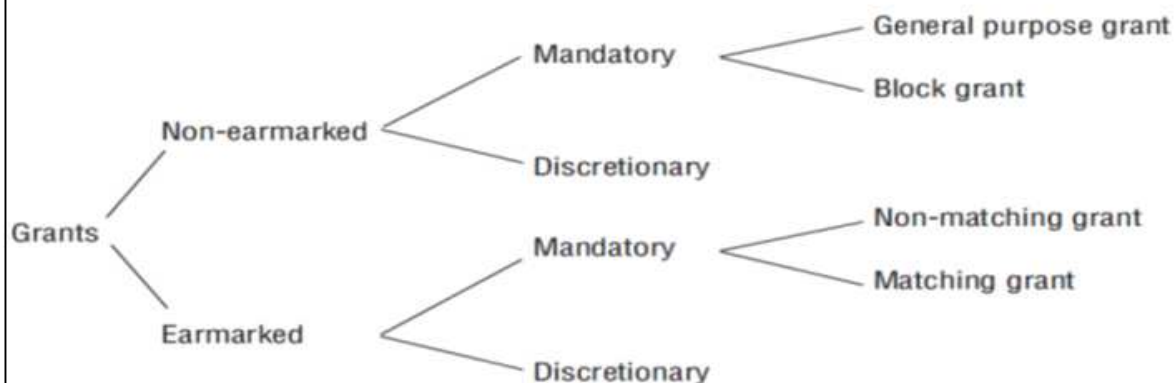 General purpose grant
Mandatory
Block grant
Non-earmarked
Discretionary
Grants
Non-matching grant
Mandatory
Matching grant
Earmarked
Discretionary